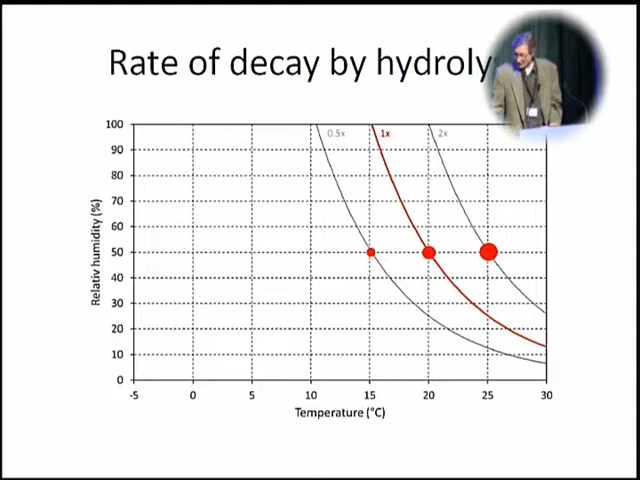 Rate of decay by hydroly
0.5x 1x 2x
100
90
80
70
60
50
40
30
20
10
0
Relativ humidity (%)
-5 0 5 10 15 20 25 30
Temperature (°C)